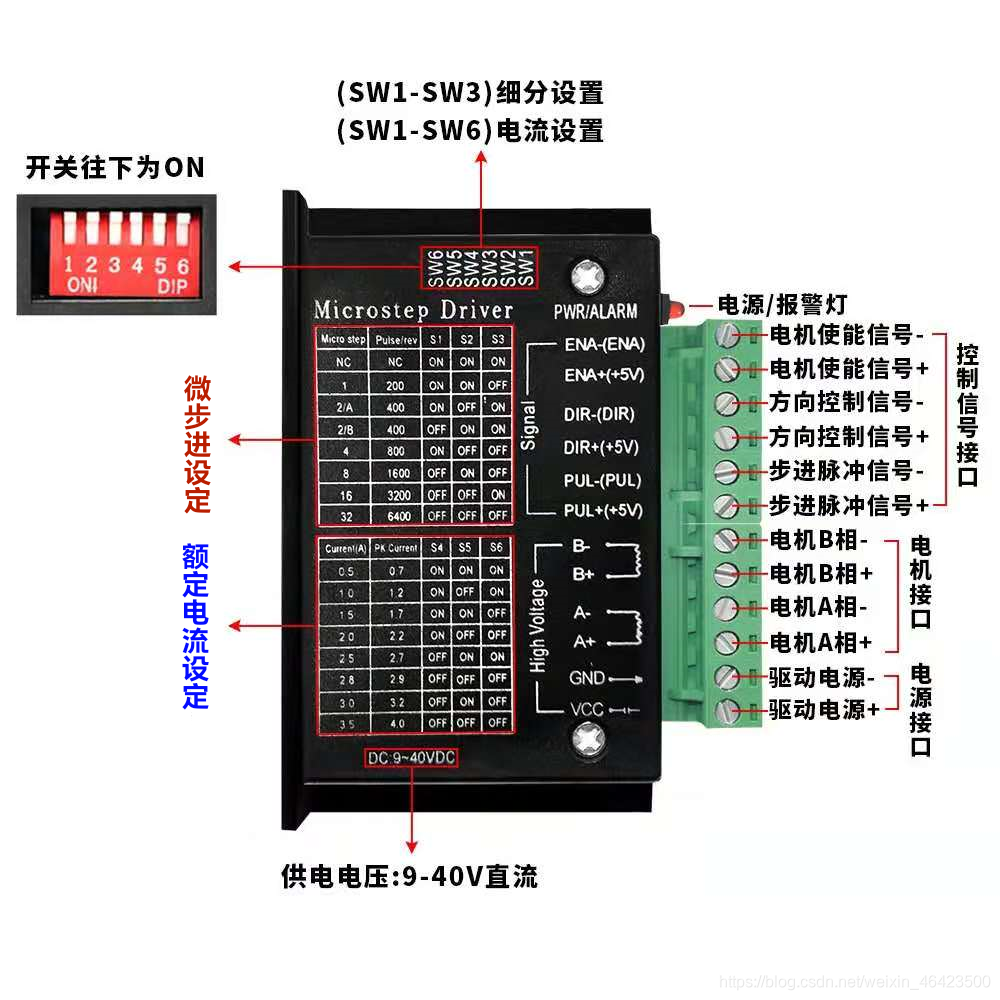 (SW1-SW3)细分设置
(SW1-SW6)电流设置
开关往下为ON
1 2 3 4 5 6
ON DIP
SW6 SW5 SW4 SW3 SW2 SW1
Microstep Driver
PWR/ALARM
电源/报警灯
微步进设定
Micro step Pulse/rev S1 S2 S3
NC NC ON ON ON
1 200 ON ON OFF
2/A 400 ON OFF ON
2/B 400 OFF ON ON
4 800 ON OFF OFF
8 1600 OFF ON OFF
16 3200 OFF OFF ON
32 6400 OFF OFF OFF
额定电流设定
Current(A) PK Current S4 S5 S6
0.5 0.7 ON ON ON
1.0 1.2 ON OFF ON
1.5 1.7 ON ON OFF
2.0 2.2 ON OFF OFF
2.5 2.7 OFF ON ON
2.8 2.9 OFF OFF ON
3.0 3.2 OFF ON OFF
3.5 4.0 OFF OFF OFF
DC:9~40VDC
供电电压:9-40V直流
Signal
ENA-(ENA)
ENA+(+5V)
DIR-(DIR)
DIR+(+5V)
PUL-(PUL)
PUL+(+5V)
High Voltage
B-
B+
A-
A+
GND
VCC
电机使能信号-
电机使能信号+
方向控制信号-
方向控制信号+
步进脉冲信号-
步进脉冲信号+
控制信号接口
电机B相-
电机B相+
电机A相-
电机A相+
电机接口
驱动电源-
驱动电源+
电源接口
https://blog.csdn.net/weixin_46423500